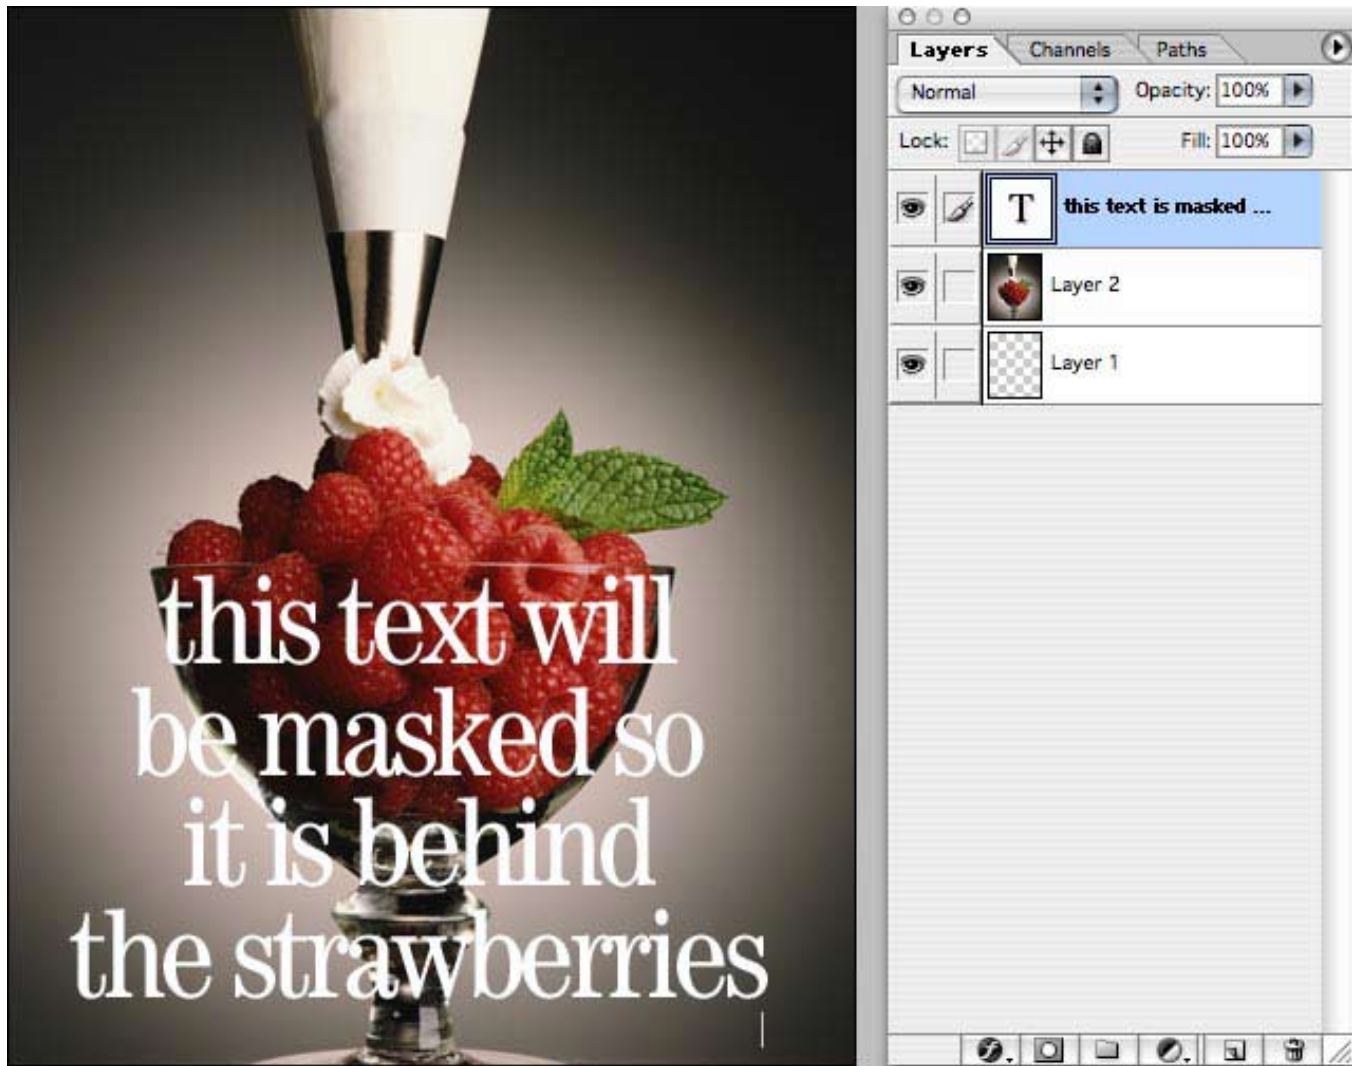 this text will
be masked so
it is behind
the strawberries
Layers Channels Paths
Normal Opacity: 100%
Lock: Fill: 100%
T this text is masked ...
Layer 2
Layer 1